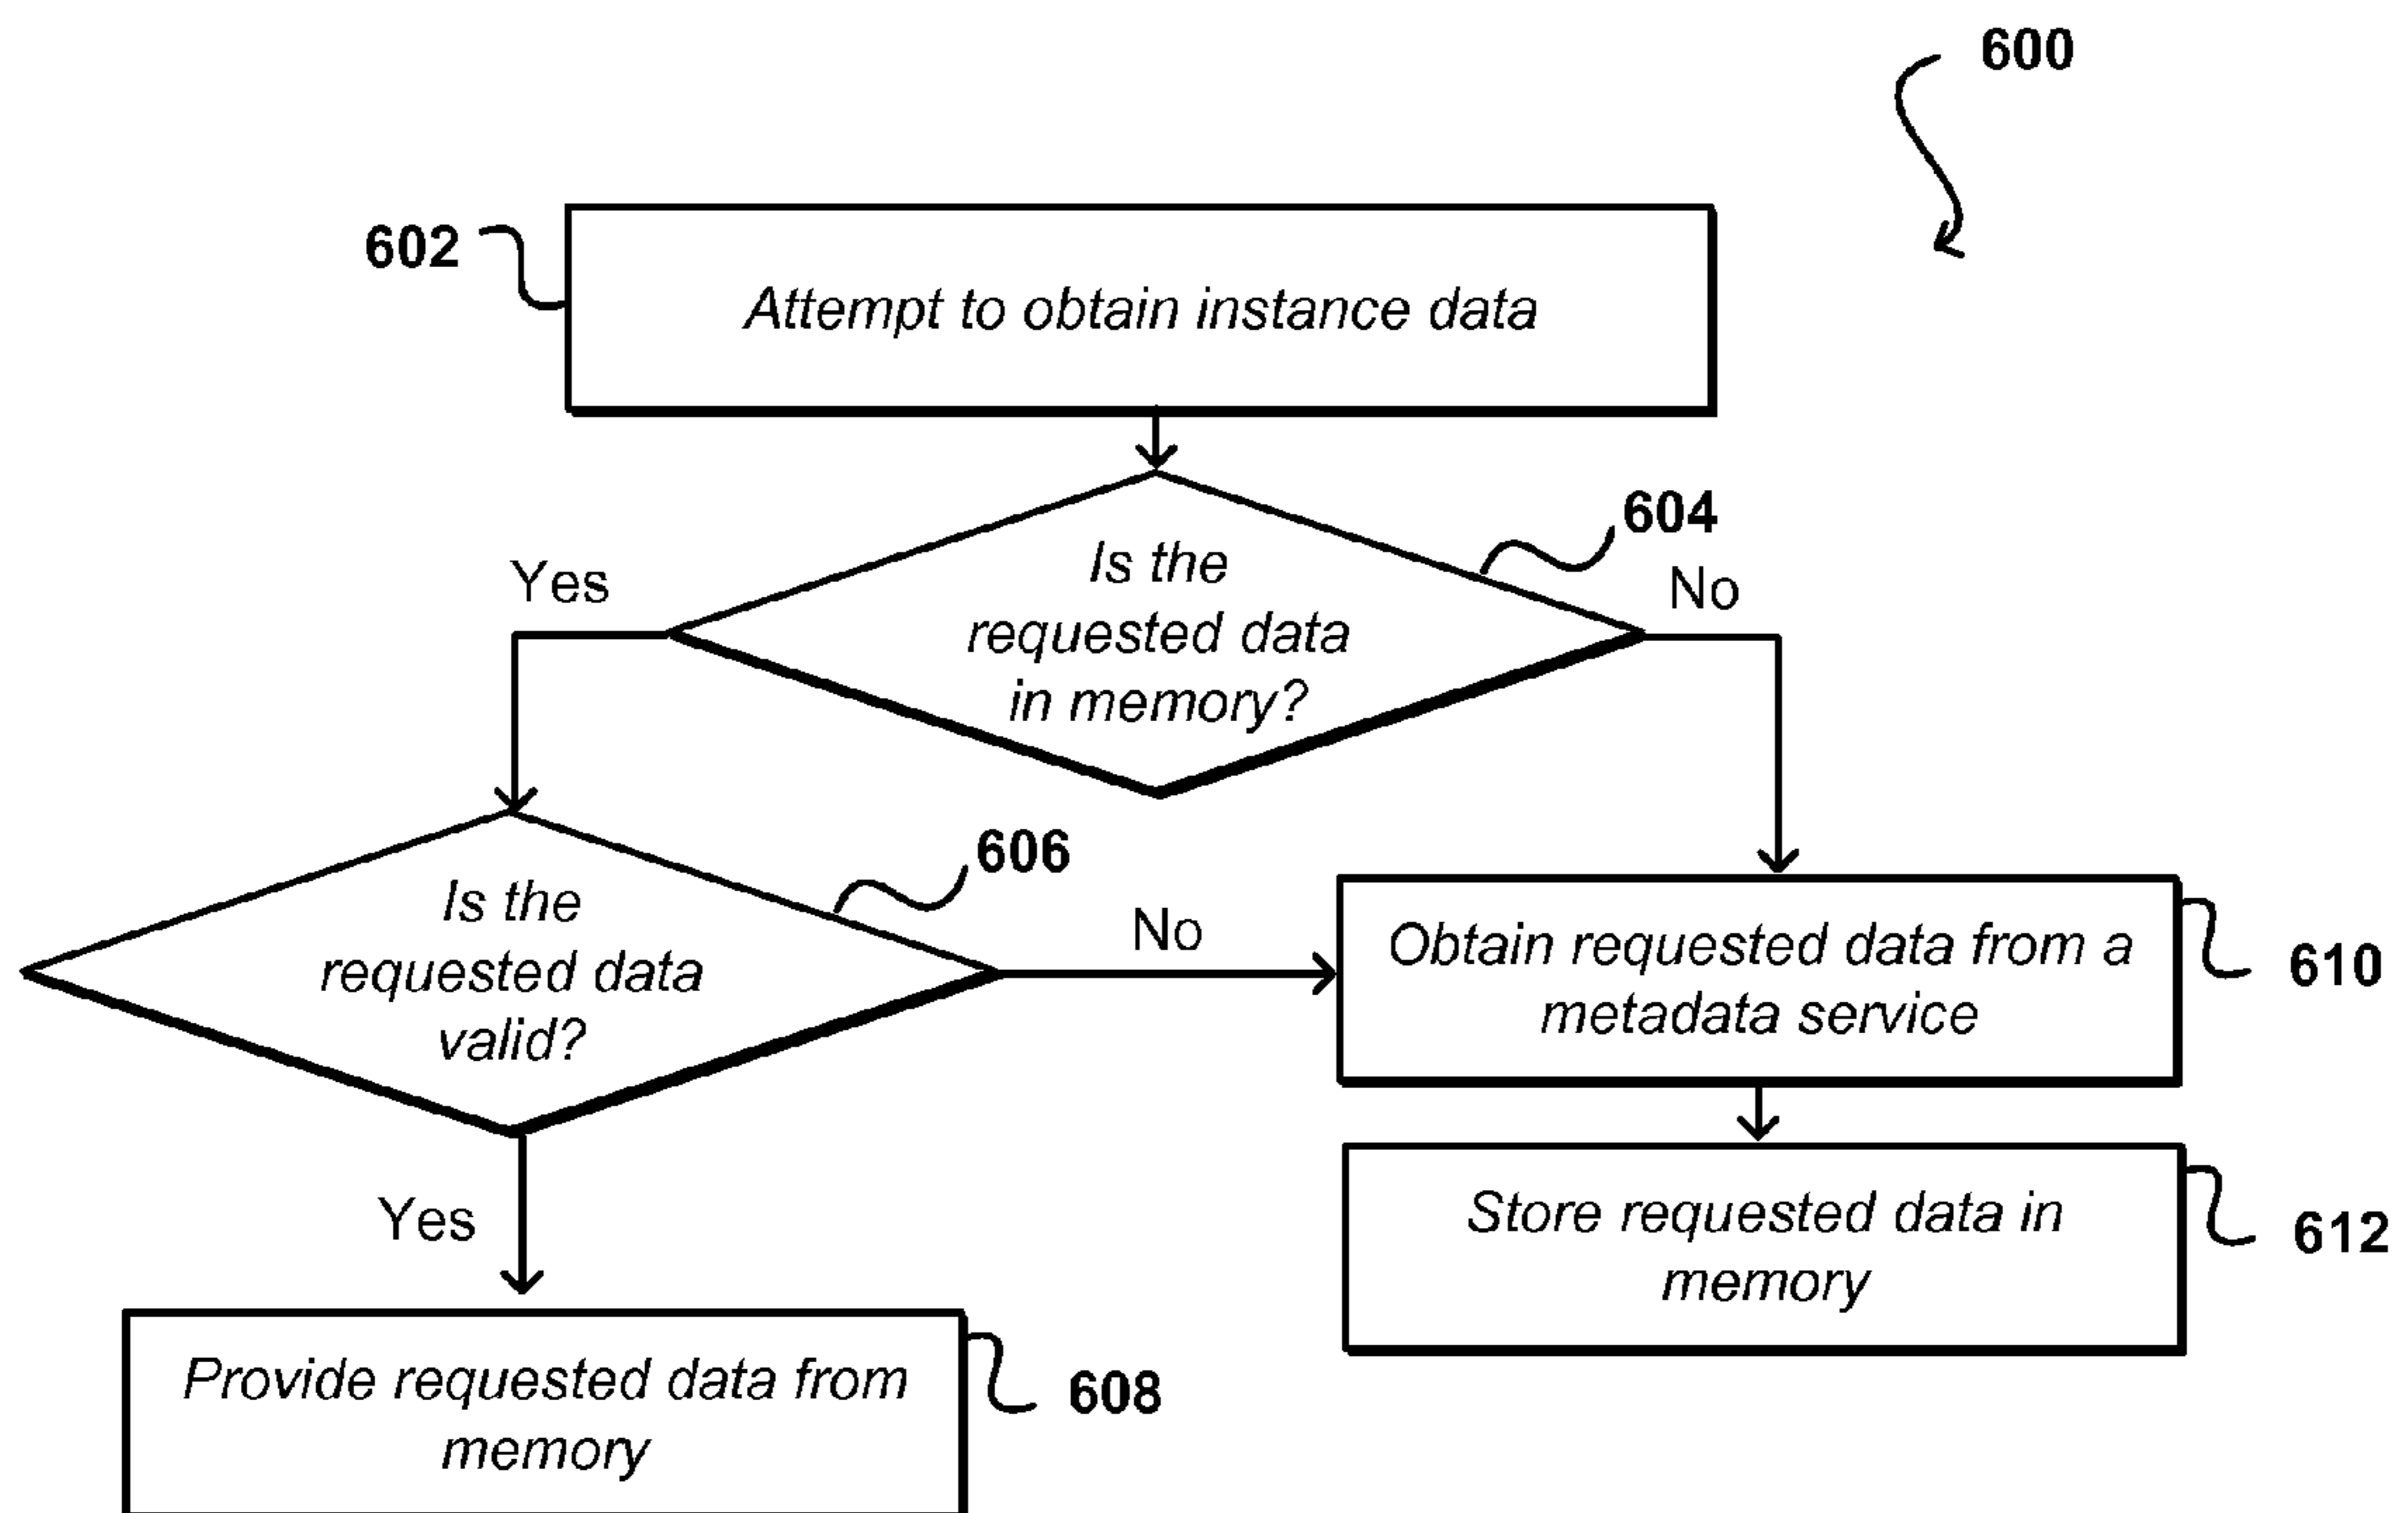 600
602
Attempt to obtain instance data
604
Yes
Is the
requested data
in memory?
No
606
Is the
requested data
valid?
No
Obtain requested data from a
metadata service
610
Yes
Store requested data in
memory
612
Provide requested data from
memory
608